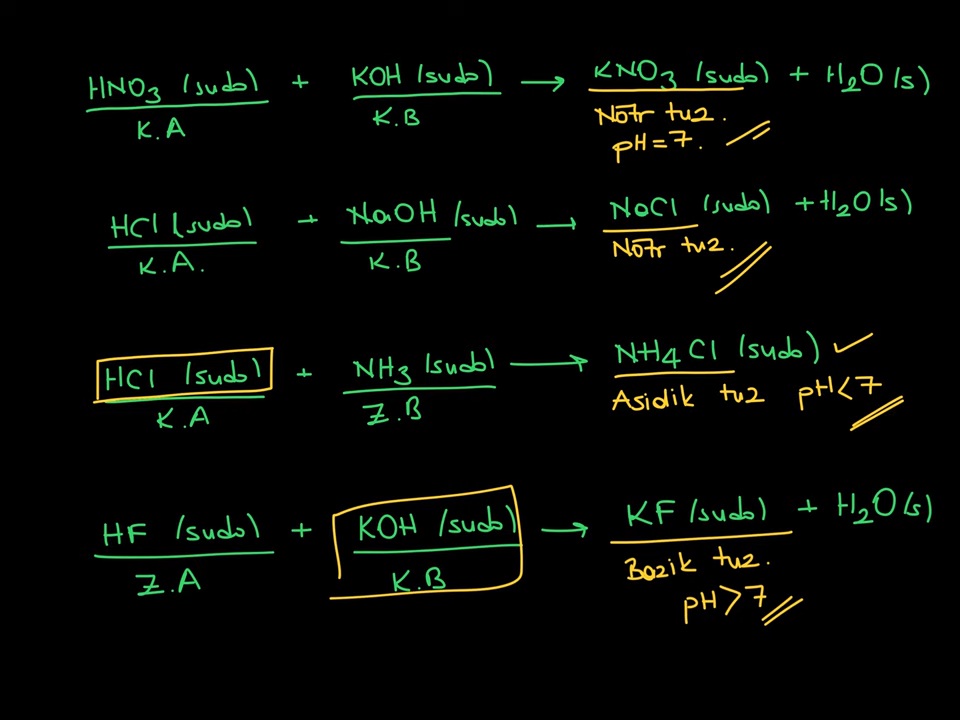 HNO3 (suda) + KOH (suda) → KNO3 (suda) + H2O(s)
K.A K.B Nötr tuz.
pH=7.
HCl (suda) + NaOH (suda) → NaCl (suda) + H2O(s)
K.A. K.B Nötr tuz.
HCl (suda) + NH3 (suda) → NH4Cl (suda)
K.A Z.B Asidik tuz pH<7
HF (suda) + KOH (suda) → KF (suda) + H2O(s)
Z.A K.B Bazik tuz.
pH>7